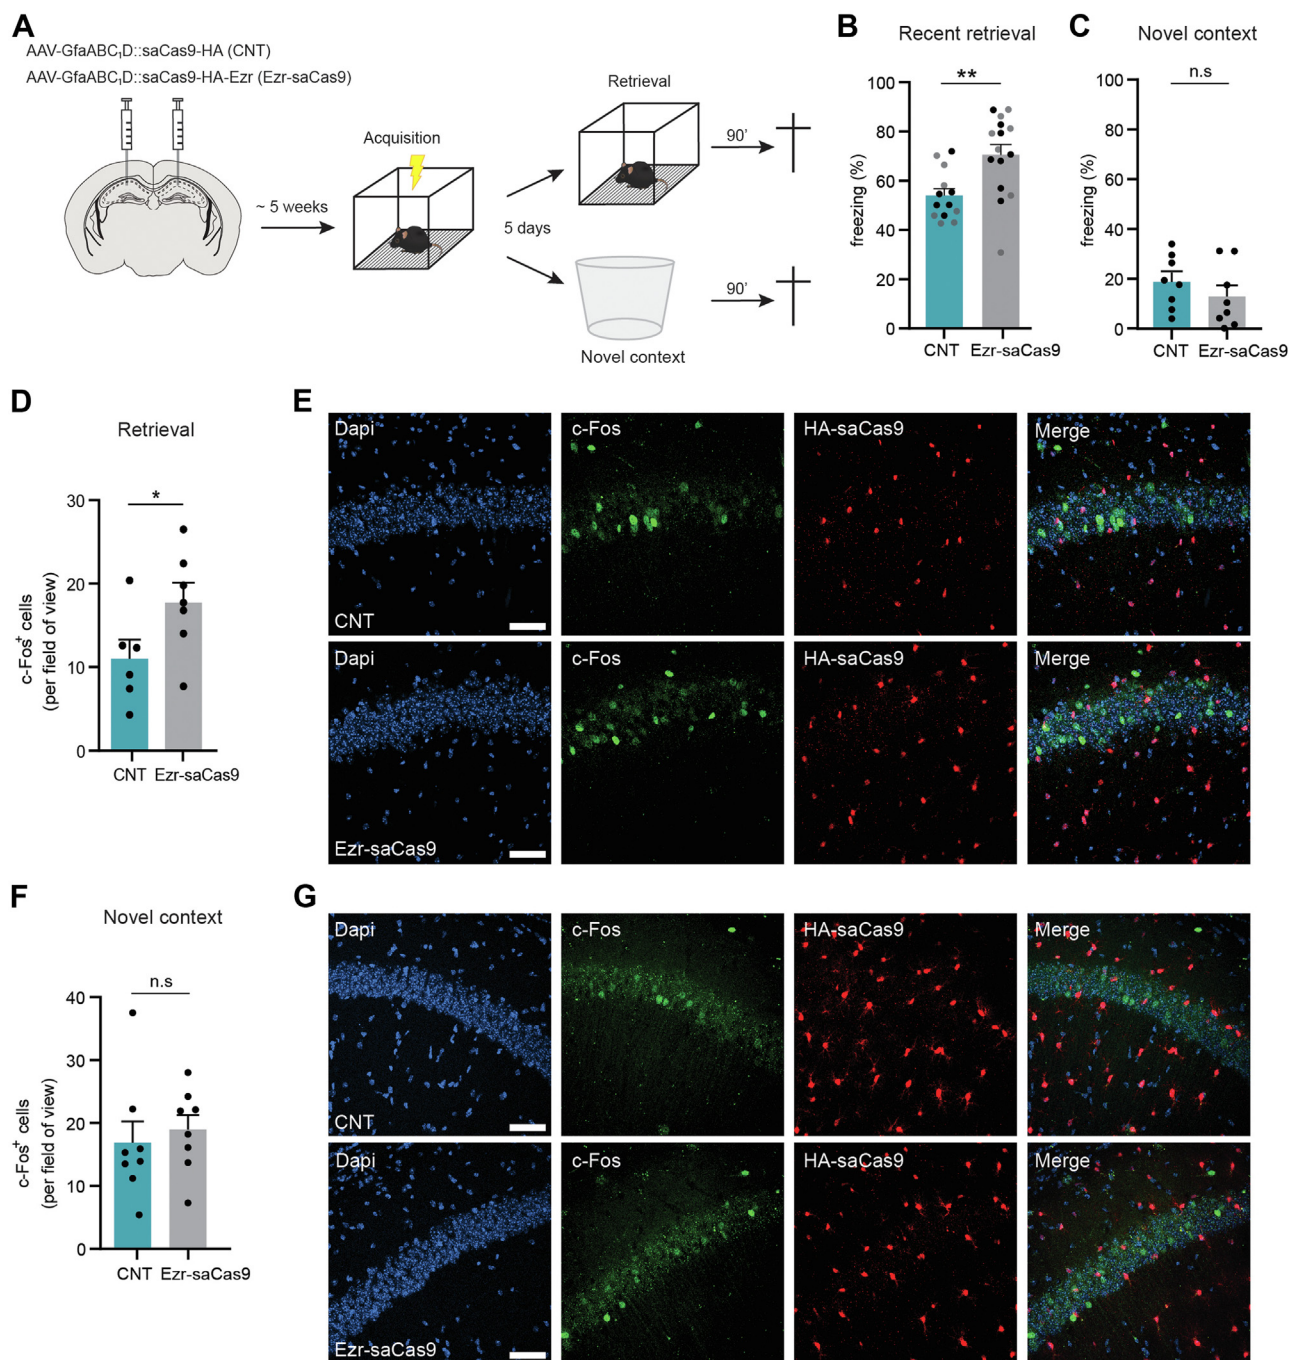 A
AAV-GfaABC₁D::saCas9-HA (CNT)
AAV-GfaABC₁D::saCas9-HA-Ezr (Ezr-saCas9)
~ 5 weeks
Acquisition
5 days
Retrieval
90'
Novel context
90'
B
Recent retrieval
**
freezing (%)
100
80
60
40
20
0
CNT
Ezr-saCas9
C
Novel context
n.s
freezing (%)
100
80
60
40
20
0
CNT
Ezr-saCas9
D
Retrieval
*
c-Fos⁺ cells
(per field of view)
30
20
10
0
CNT
Ezr-saCas9
E
Dapi
c-Fos
HA-saCas9
Merge
CNT
Dapi
c-Fos
HA-saCas9
Merge
Ezr-saCas9
F
Novel context
n.s
c-Fos⁺ cells
(per field of view)
40
30
20
10
0
CNT
Ezr-saCas9
G
Dapi
c-Fos
HA-saCas9
Merge
CNT
Dapi
c-Fos
HA-saCas9
Merge
Ezr-saCas9